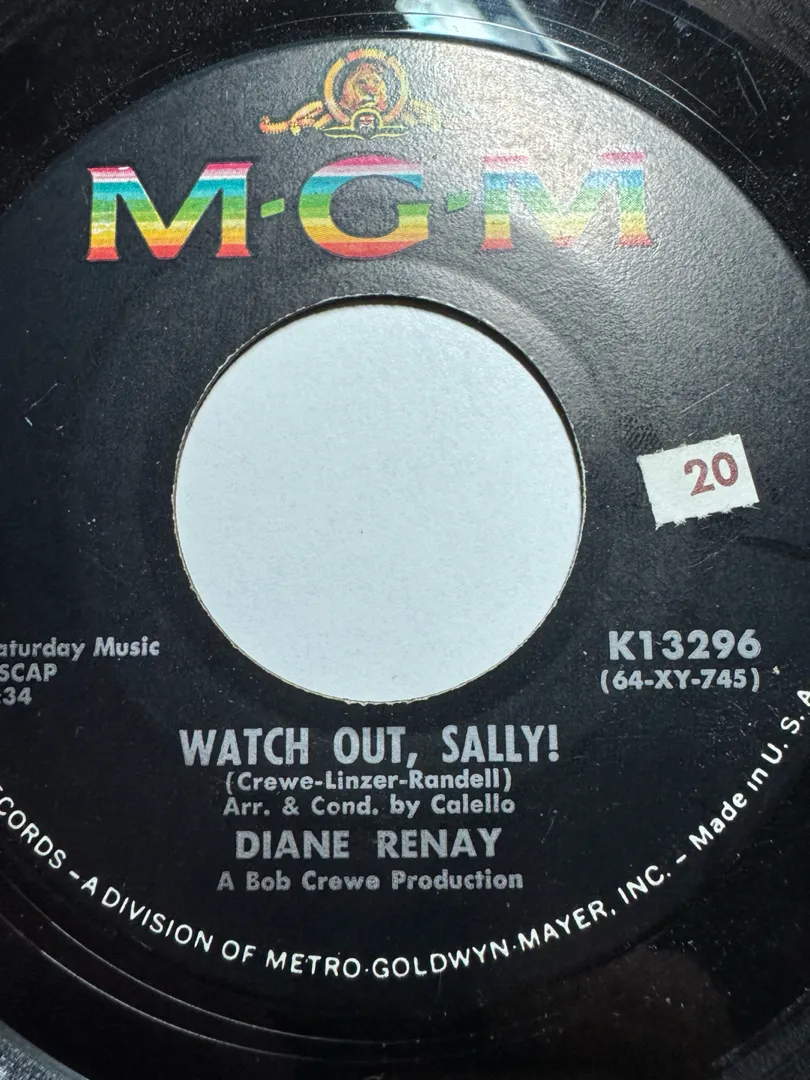 M·G·M
20
aturday Music
SCAP
:34
K13296
(64-XY-745)
WATCH OUT, SALLY!
(Crewe-Linzer-Randell)
Arr. & Cond. by Calello
DIANE RENAY
A Bob Crewe Production
CORDS – A DIVISION OF METRO·GOLDWYN·MAYER, INC. – Made in U. S. A